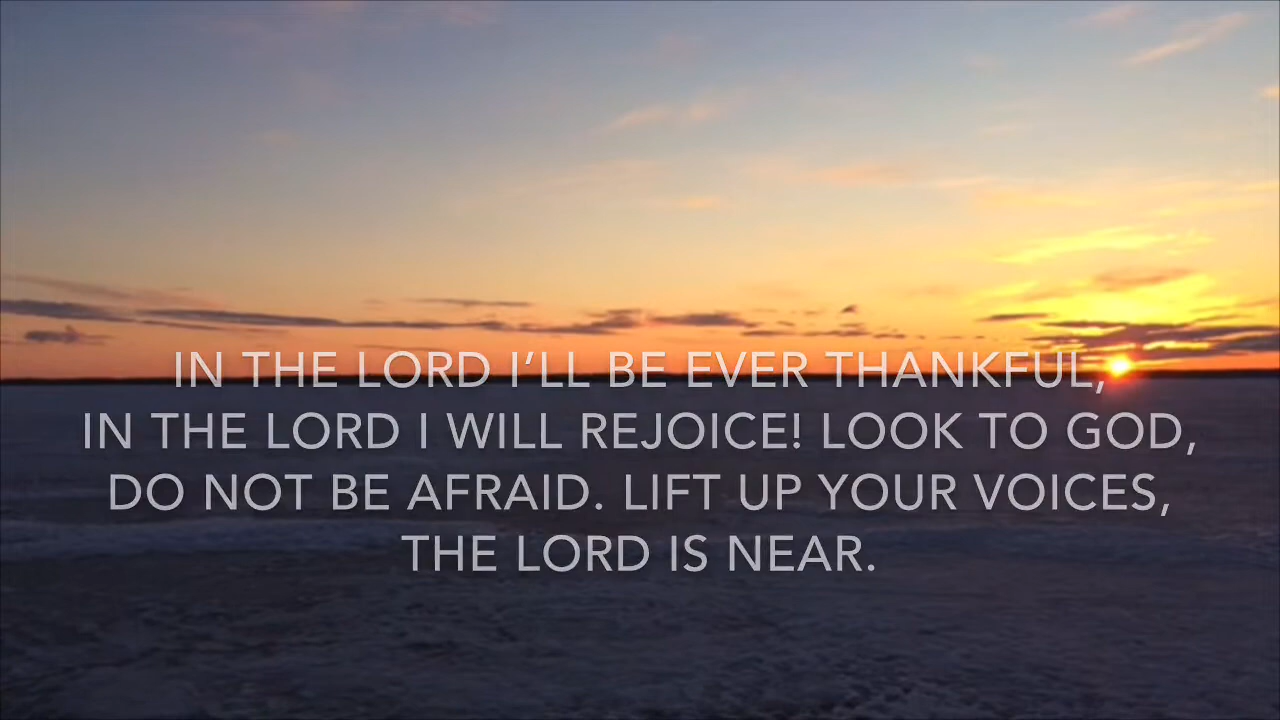 IN THE LORD I’LL BE EVER THANKFUL,
IN THE LORD I WILL REJOICE! LOOK TO GOD,
DO NOT BE AFRAID. LIFT UP YOUR VOICES,
THE LORD IS NEAR.